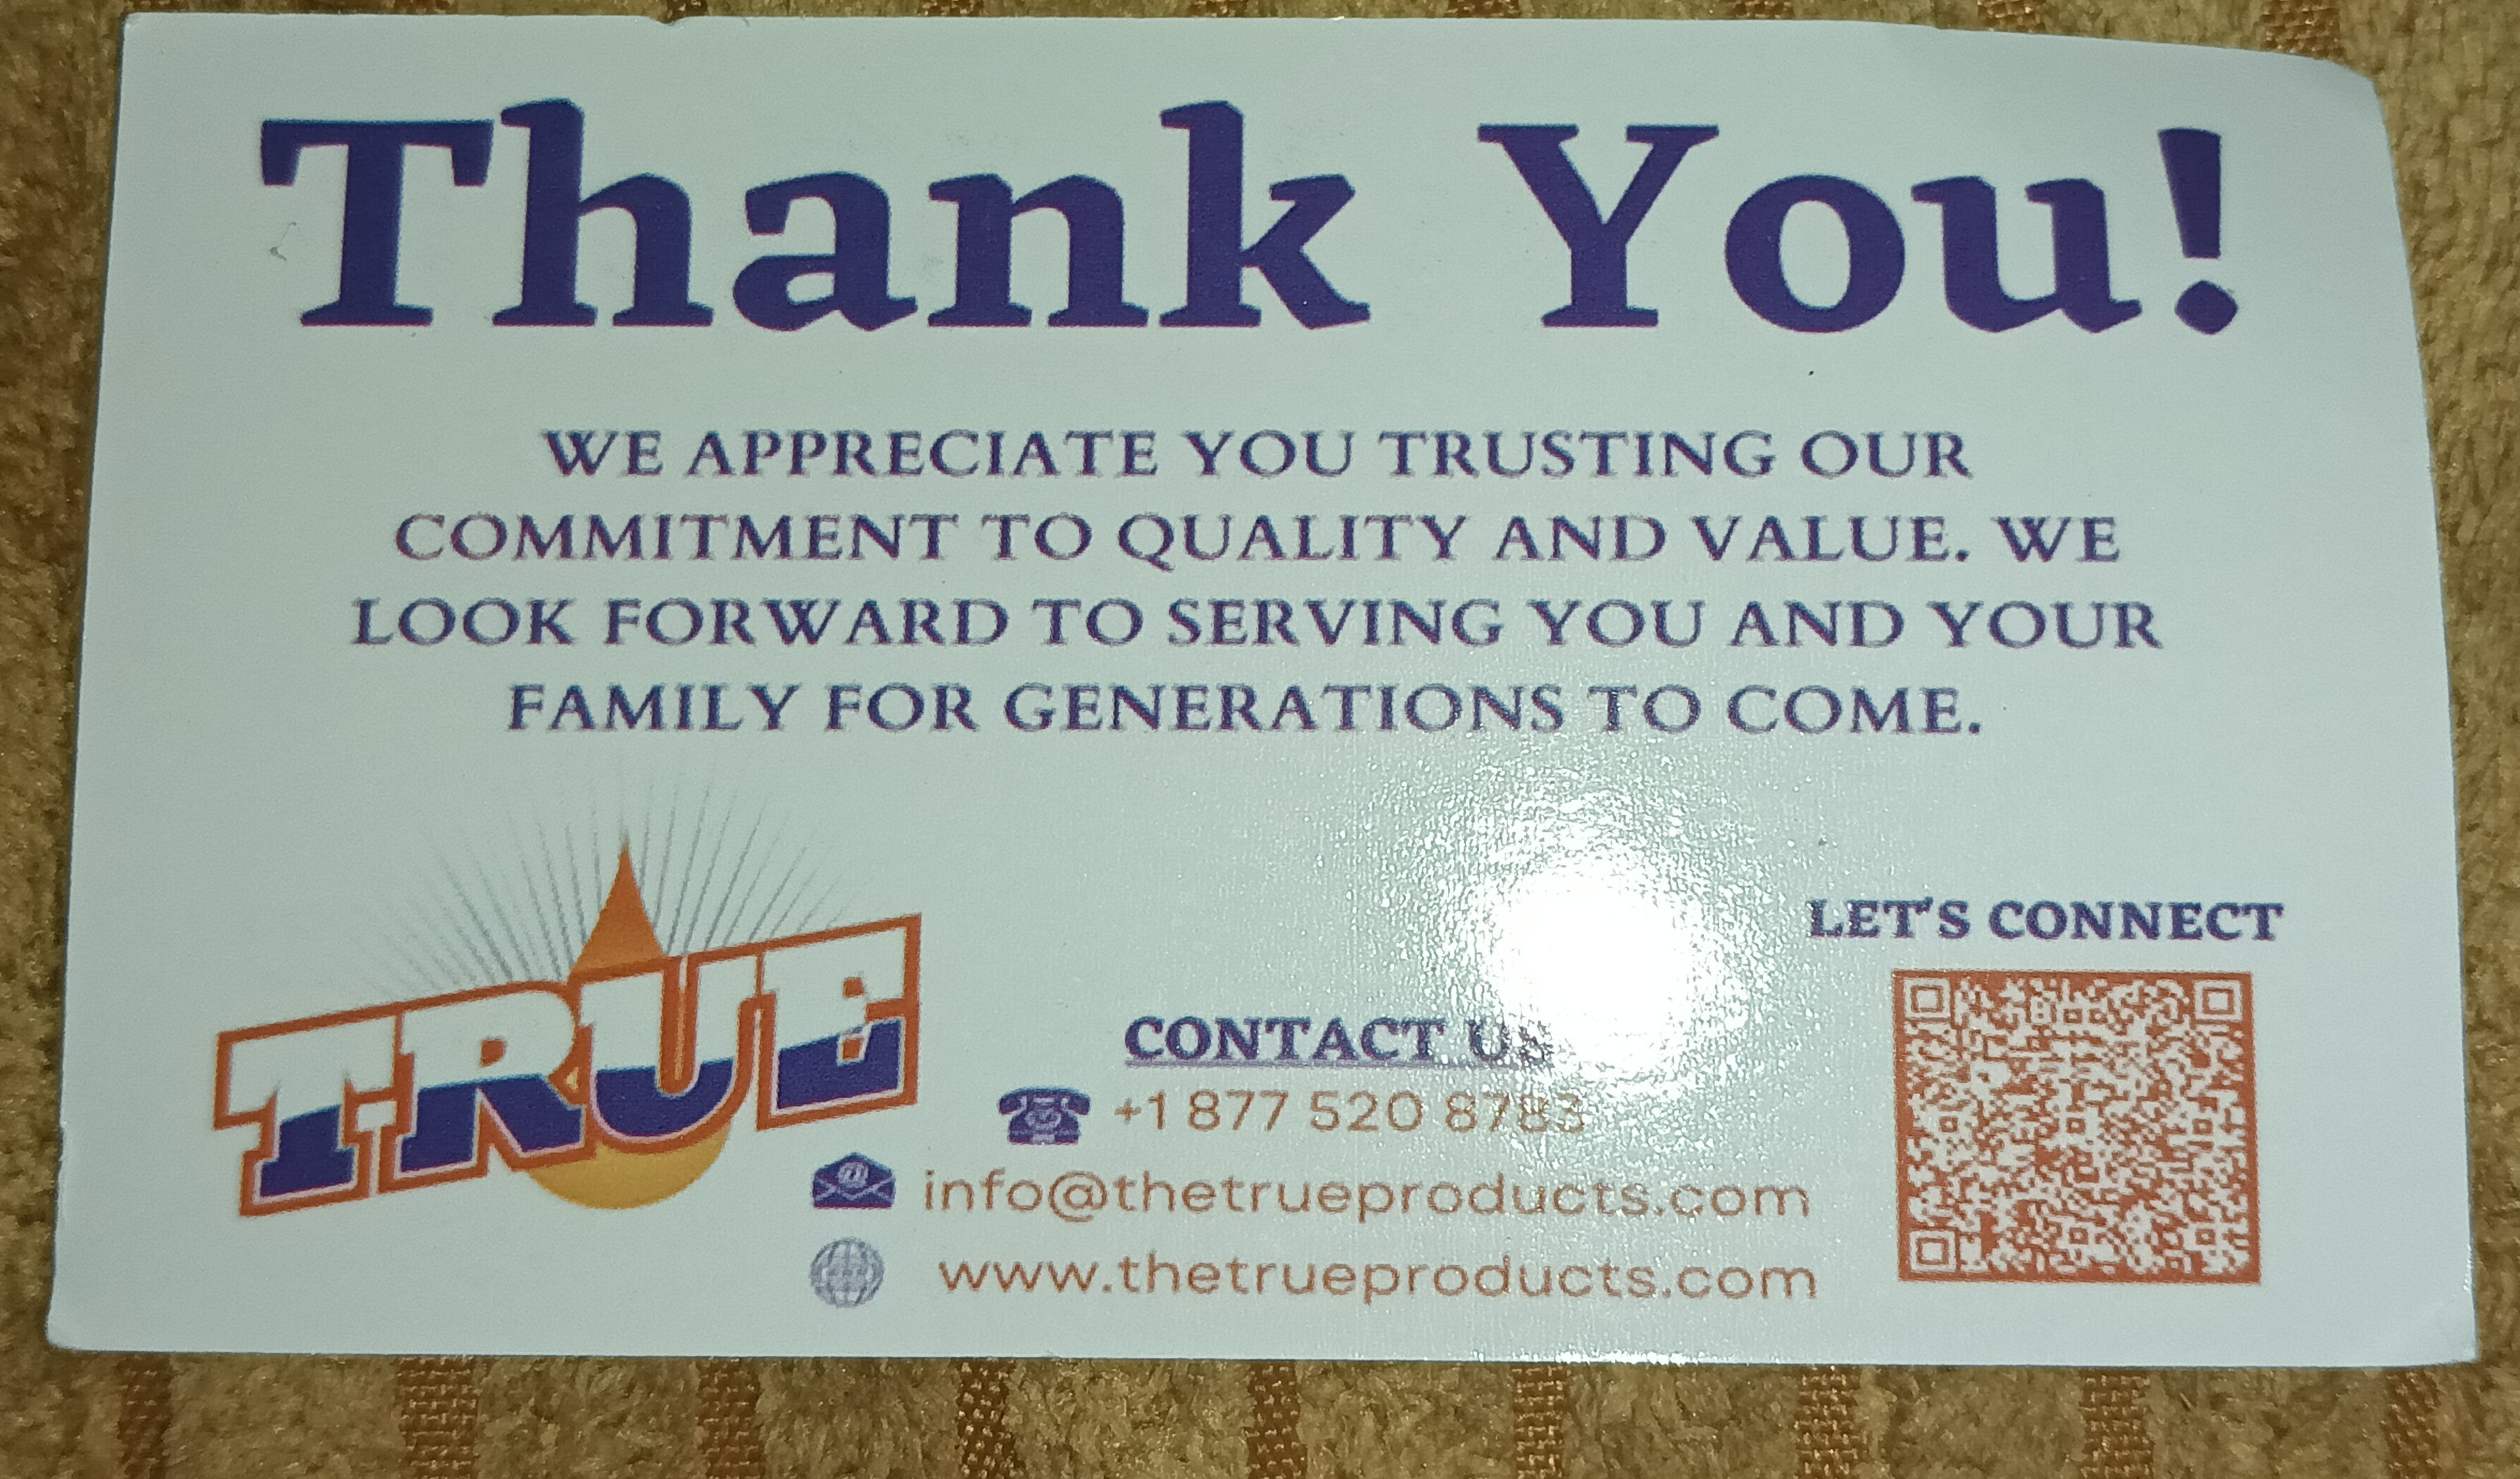 Thank You!
WE APPRECIATE YOU TRUSTING OUR
COMMITMENT TO QUALITY AND VALUE. WE
LOOK FORWARD TO SERVING YOU AND YOUR
FAMILY FOR GENERATIONS TO COME.
TRUE
CONTACT US
+1 877 520 8783
info@thetrueproducts.com
www.thetrueproducts.com
LET'S CONNECT